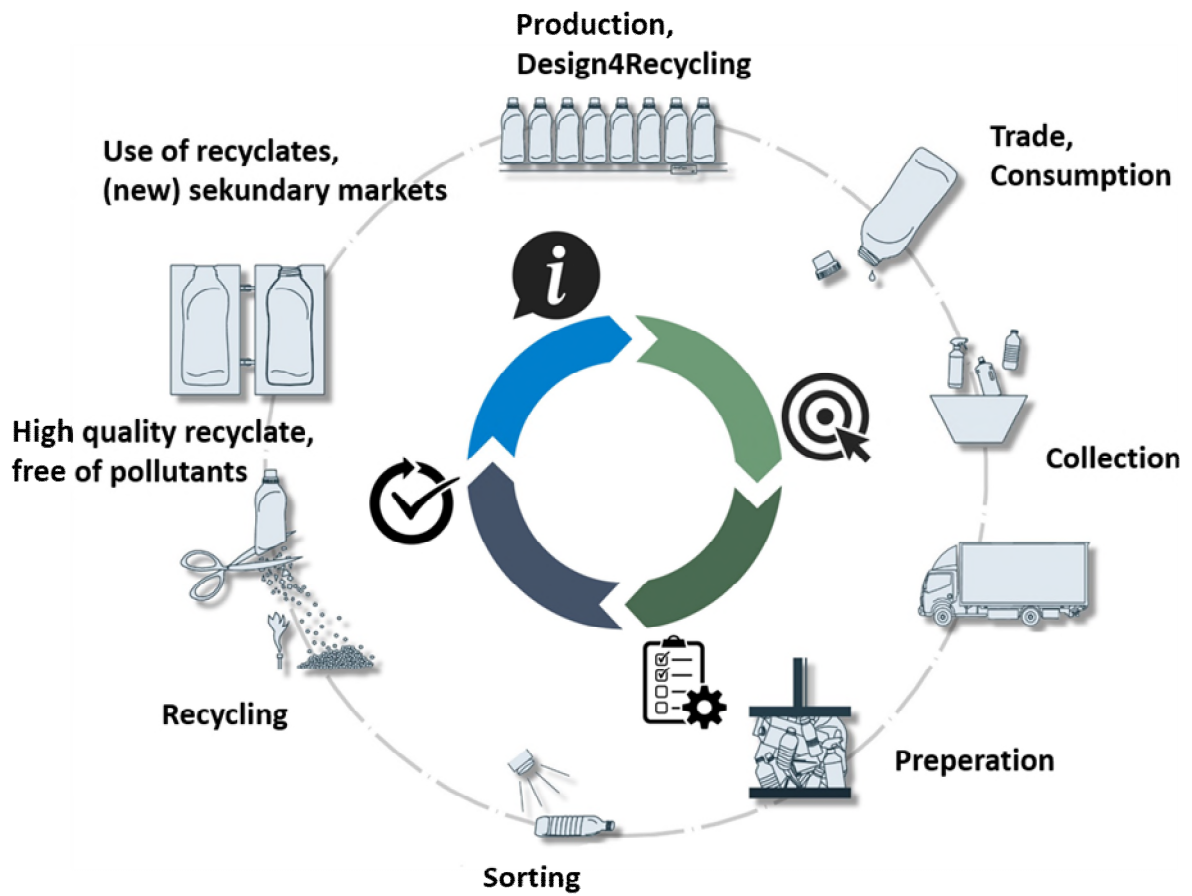 Production,
Design4Recycling
Trade,
Consumption
Collection
Preperation
Sorting
Recycling
High quality recyclate,
free of pollutants
Use of recyclates,
(new) sekundary markets
i